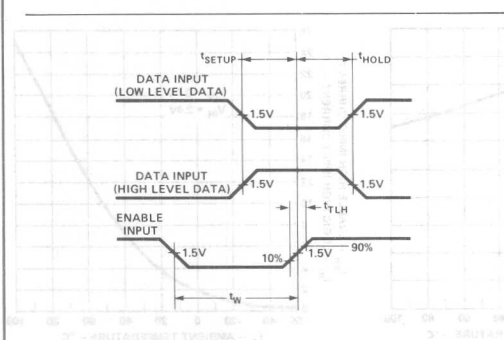 tSETUP
tHOLD
DATA INPUT
(LOW LEVEL DATA)
1.5V
1.5V
DATA INPUT
(HIGH LEVEL DATA)
1.5V
1.5V
tTLH
ENABLE
INPUT
1.5V
10%
1.5V
90%
tW